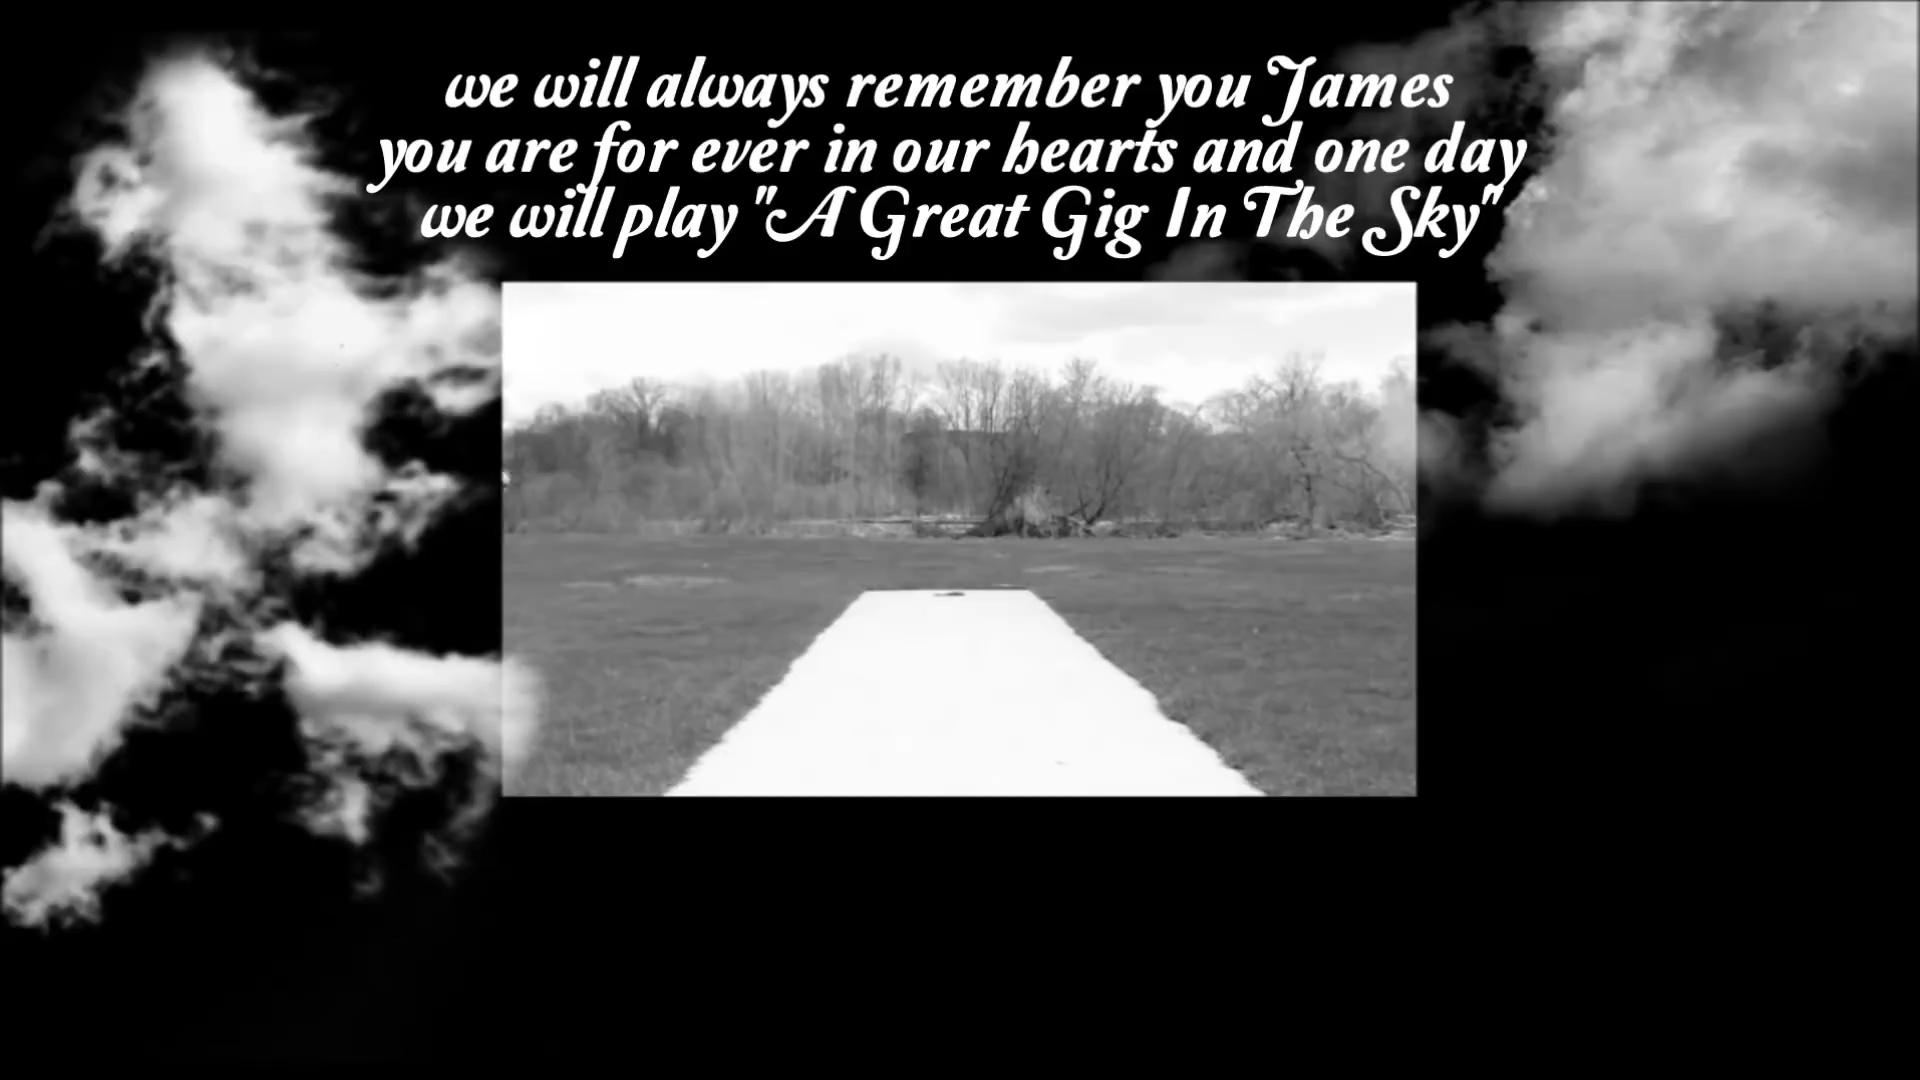 we will always remember you James
you are for ever in our hearts and one day
we will play "A Great Gig In The Sky"